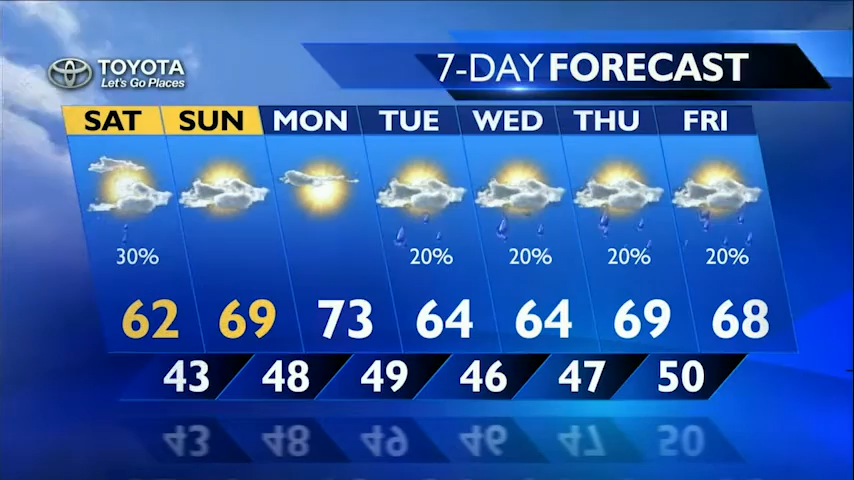 TOYOTA
Let's Go Places
7-DAY FORECAST
SAT SUN MON TUE WED THU FRI
30% 20% 20% 20% 20%
62 69 73 64 64 69 68
43 48 49 46 47 50